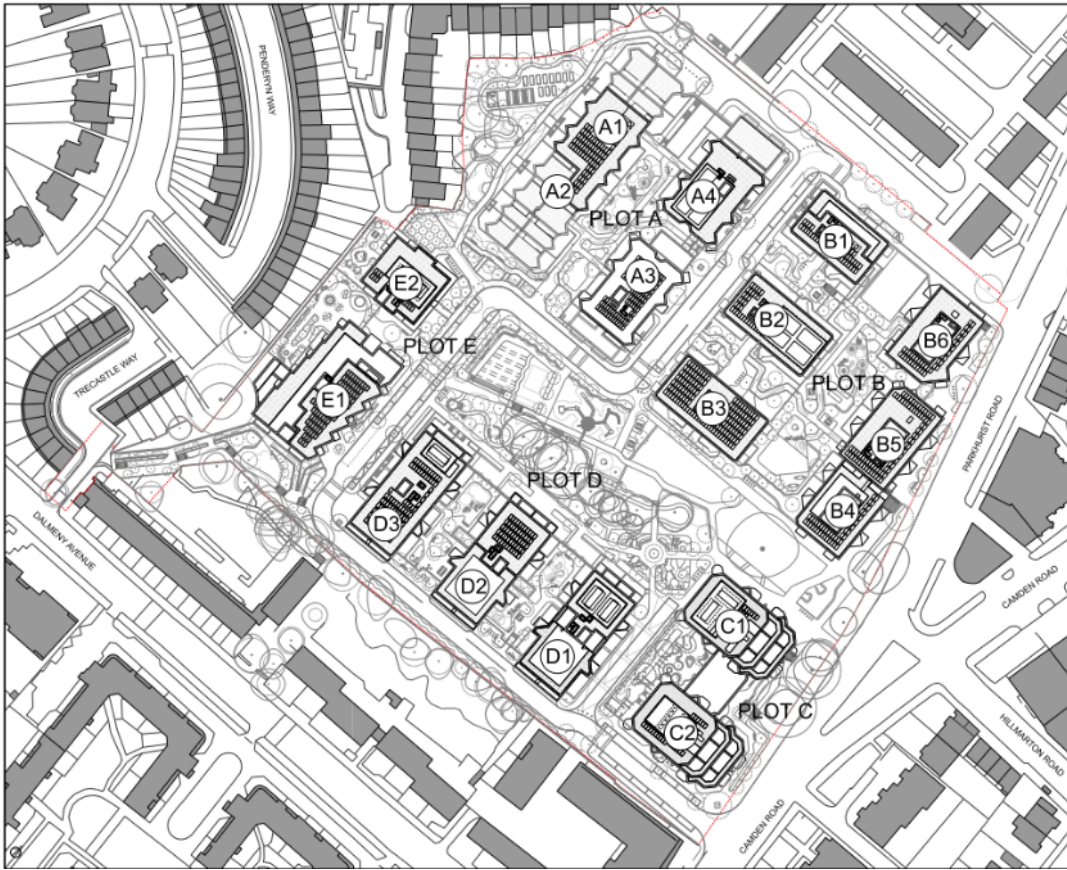 PENDERYN WAY
A1
A2
PLOT A
A4
A3
B1
E2
B2
B6
PLOT E
PLOT B
TRECASTLE WAY
E1
B3
B5
PARKHURST ROAD
PLOT D
D3
B4
DALMENY AVENUE
D2
CAMDEN ROAD
C1
D1
PLOT C
C2
HILLMARTON ROAD
CAMDEN ROAD